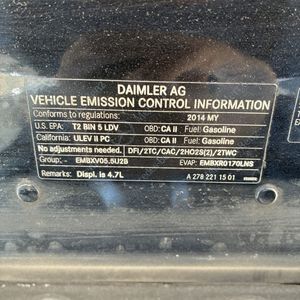 DAIMLER AG
VEHICLE EMISSION CONTROL INFORMATION
Conforms to regulations: 2014 MY
U.S. EPA: T2 BIN 5 LDV OBD: CA II Fuel: Gasoline
California: ULEV II PC OBD: CA II Fuel: Gasoline
No adjustments needed. DFI/2TC/CAC/2HO2S(2)/2TWC
Group: EMBXV05.5U2B EVAP: EMBXR0170LNS
Remarks: Displ. is 4.7L A 278 221 15 01